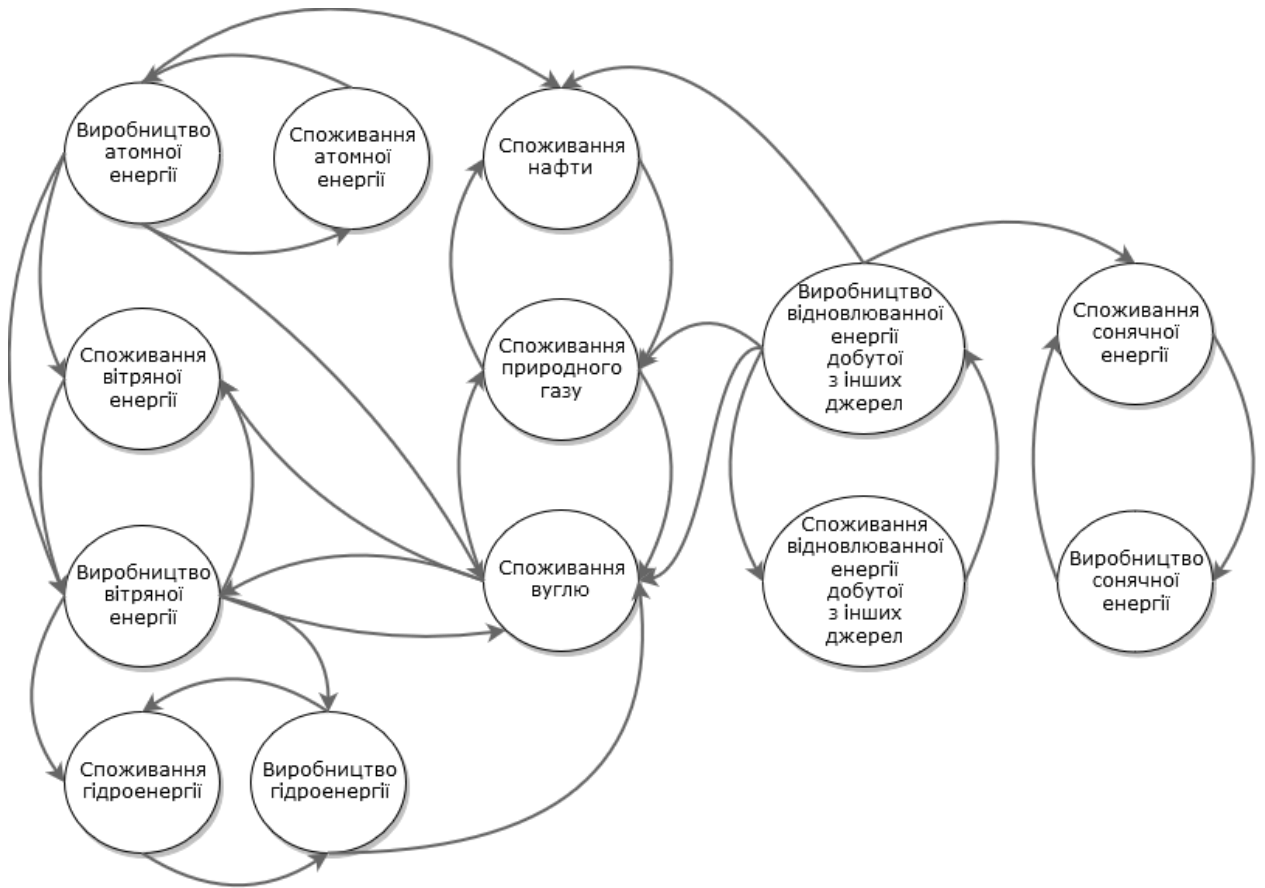 Виробництво
атомної
енергії
Споживання
атомної
енергії
Споживання
нафти
Споживання
вітряної
енергії
Споживання
природного
газу
Виробництво
відновлюванної
енергії
добутої
з інших
джерел
Споживання
сонячної
енергії
Виробництво
вітряної
енергії
Споживання
вуглю
Споживання
відновлюванної
енергії
добутої
з інших
джерел
Виробництво
сонячної
енергії
Споживання
гідроенергії
Виробництво
гідроенергії